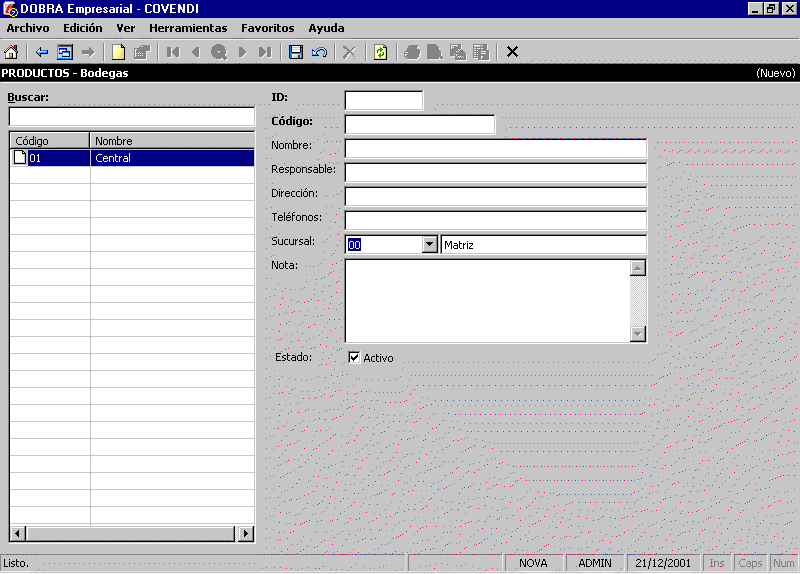 DOBRA Empresarial - COVENDI
Archivo Edición Ver Herramientas Favoritos Ayuda
PRODUCTOS - Bodegas (Nuevo)
Buscar:
Código Nombre
01 Central
ID:
Código:
Nombre:
Responsable:
Dirección:
Teléfonos:
Sucursal: 00 Matriz
Nota:
Estado: Activo
Listo. NOVA ADMIN 21/12/2001 Ins Caps Num